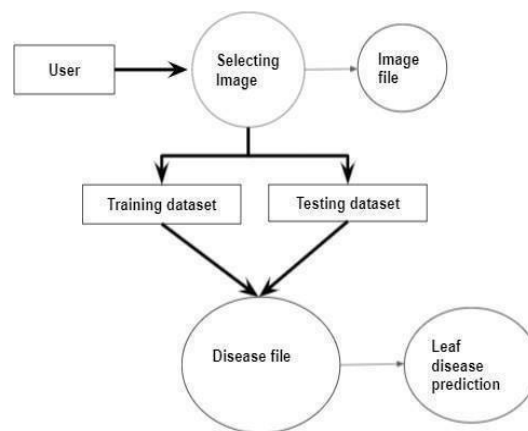 User
Selecting
Image
Image
file
Training dataset
Testing dataset
Disease file
Leaf
disease
prediction